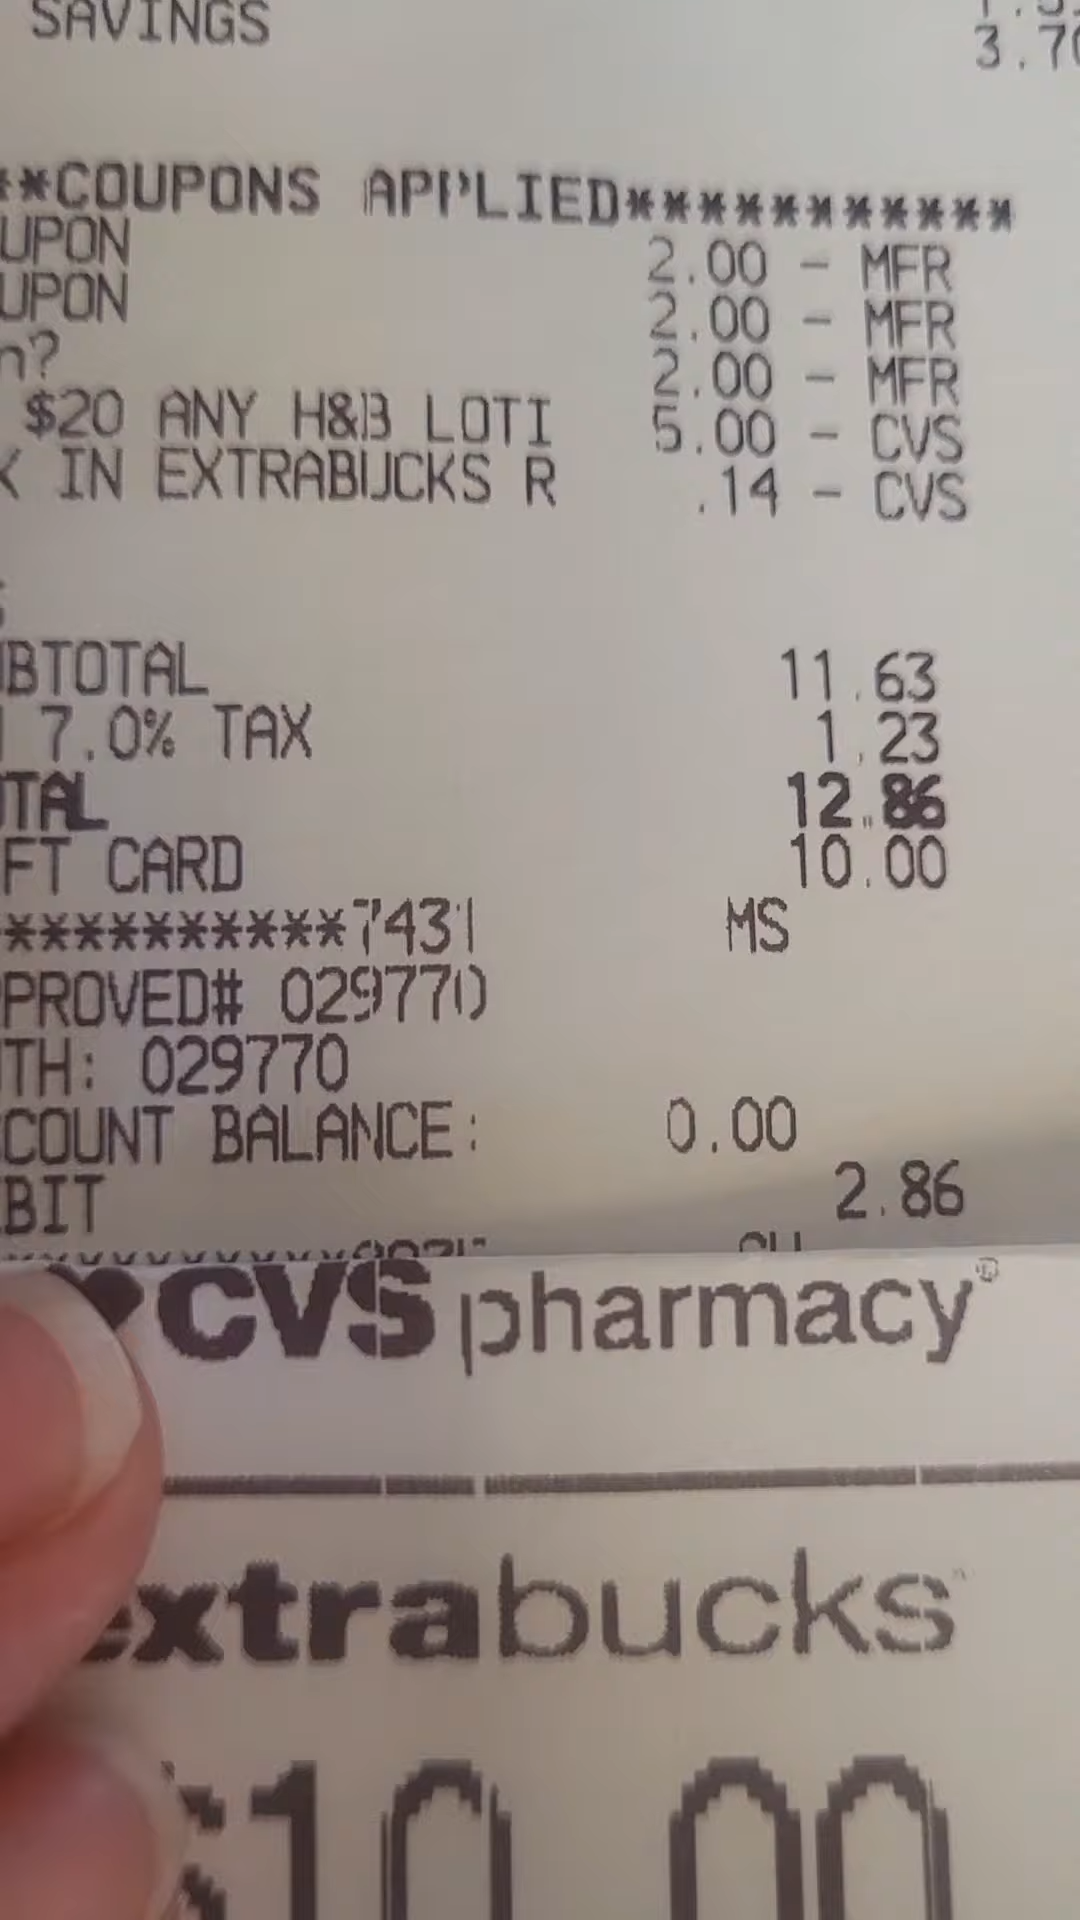 SAVINGS 3.70
**COUPONS APPLIED***********
UPON 2.00 - MFR
UPON 2.00 - MFR
n? 2.00 - MFR
$20 ANY H&B LOTI 5.00 - CVS
K IN EXTRABUCKS R .14 - CVS
UBTOTAL 11.63
7.0% TAX 1.23
TAL 12.86
FT CARD 10.00
**********7431 MS
PROVED# 029770
TH: 029770
COUNT BALANCE: 0.00
BIT 2.86
CVS pharmacy®
extrabucks
$10.00